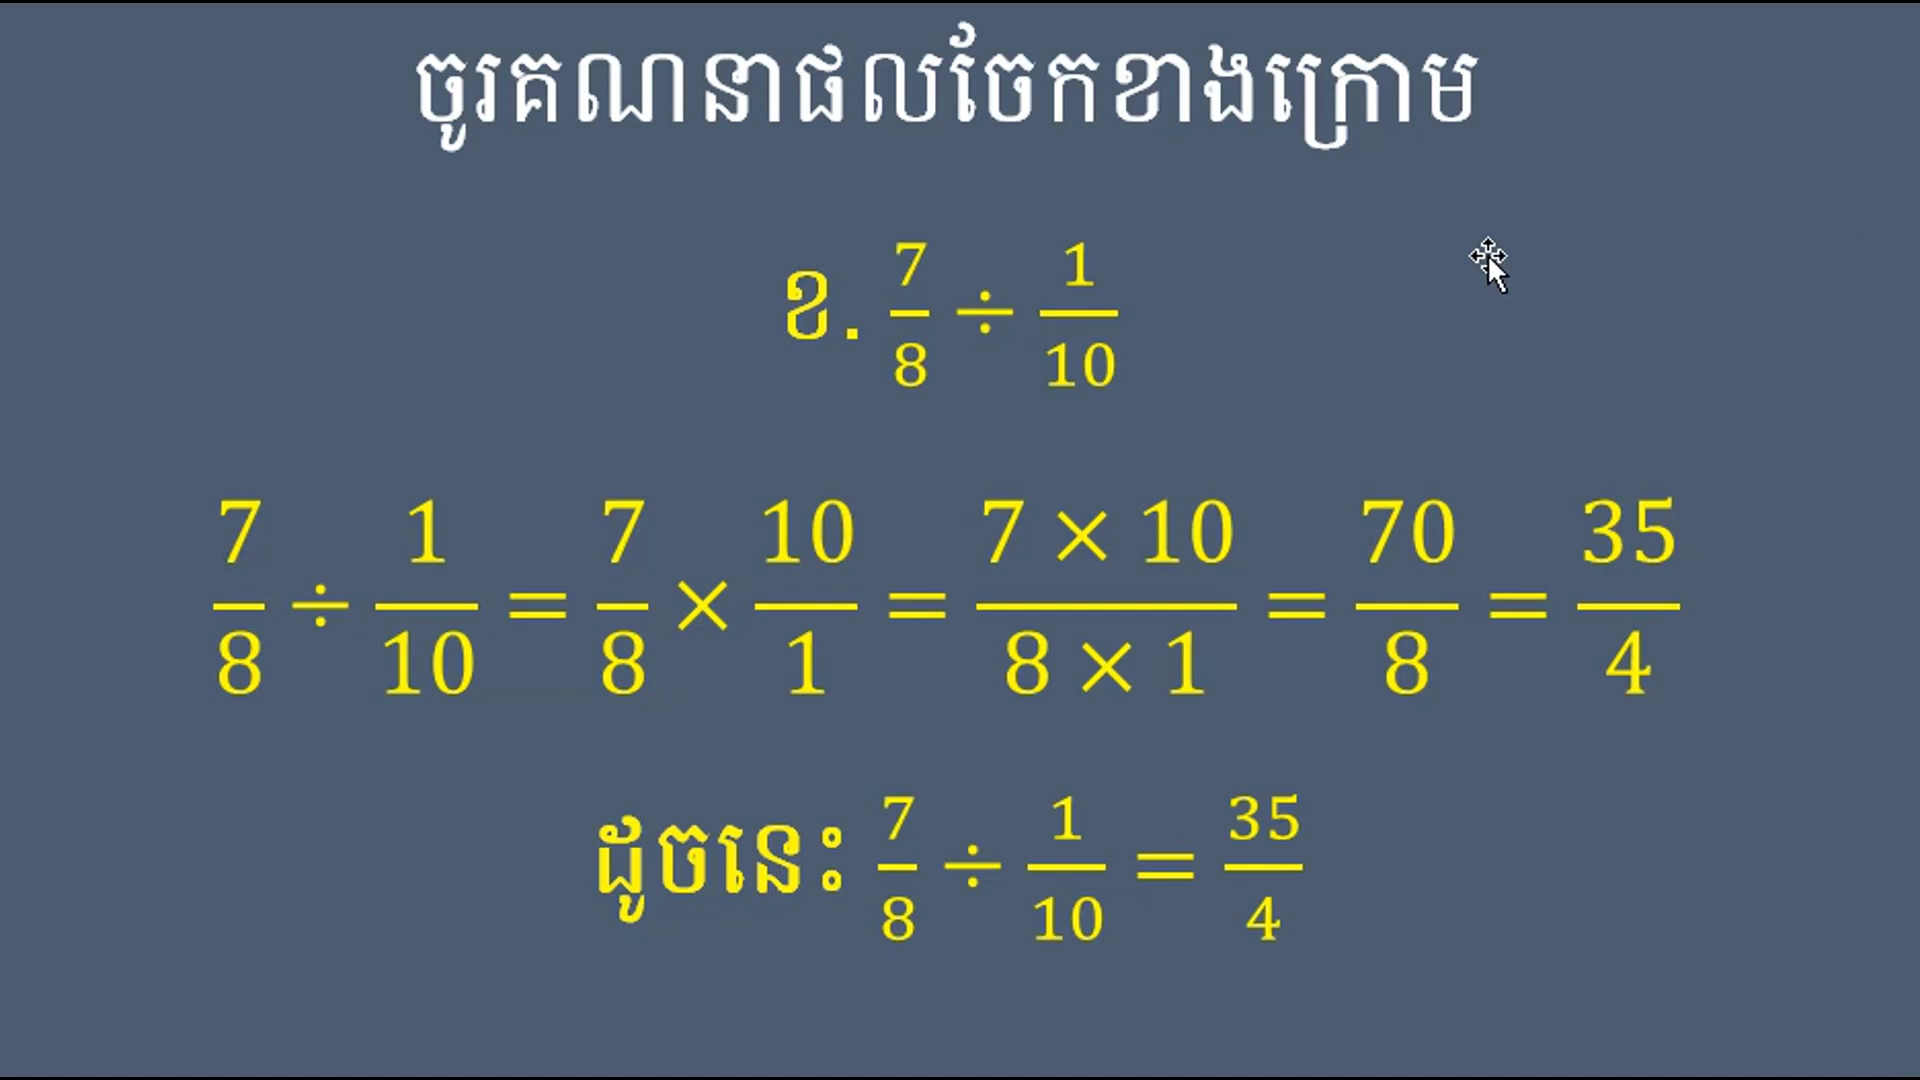 ចូរគណនាផលចែកខាងក្រោម
ខ. 7/8 ÷ 1/10
7/8 ÷ 1/10 = 7/8 × 10/1 = (7 × 10)/(8 × 1) = 70/8 = 35/4
ដូចនេះ 7/8 ÷ 1/10 = 35/4